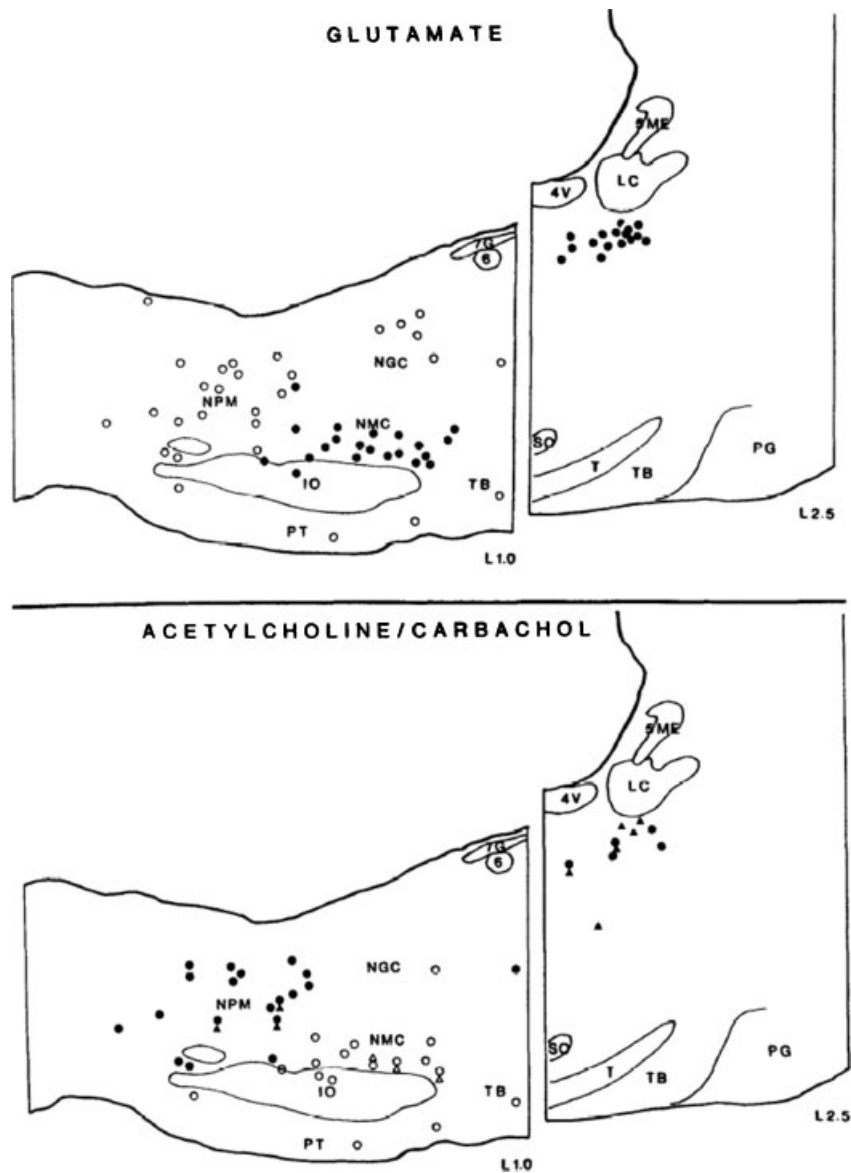 GLUTAMATE
5ME
LC
4V
7G
6
NGC
NPM
NMC
IO
TB
PT
L1.0
SO
T
TB
PG
L2.5
ACETYLCHOLINE/CARBACHOL
5ME
LC
4V
7G
6
NGC
NPM
NMC
IO
TB
PT
L1.0
SO
T
TB
PG
L2.5